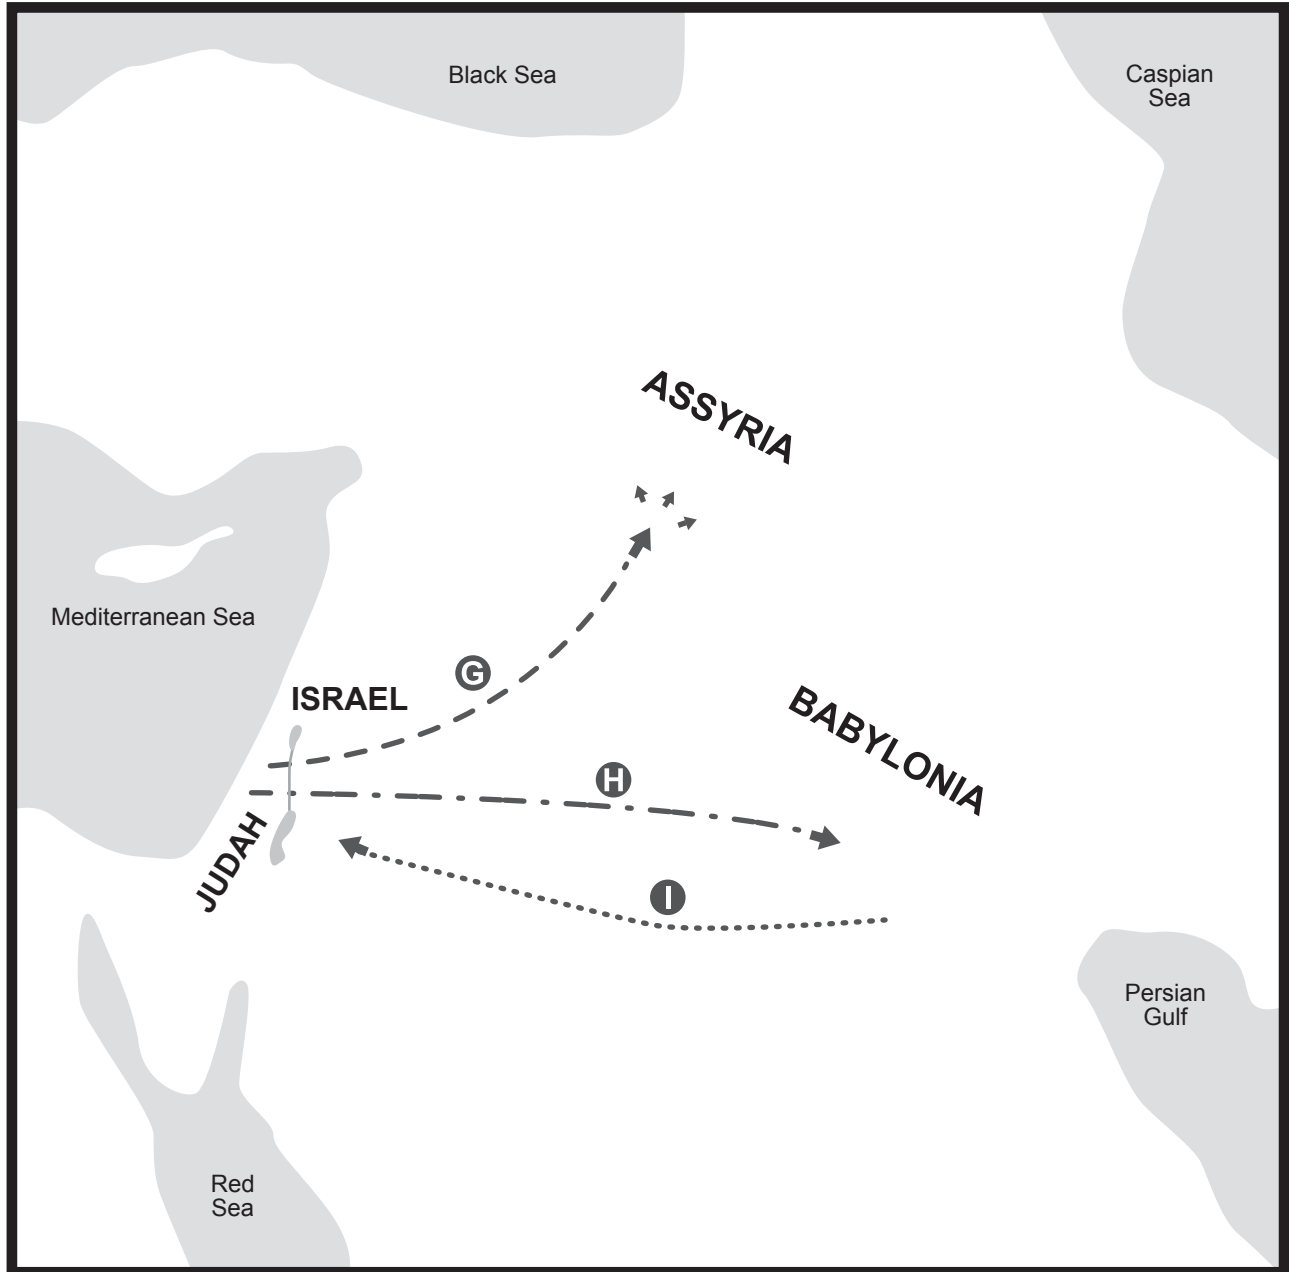 Black Sea
Caspian
Sea
ASSYRIA
Mediterranean Sea
G
ISRAEL
BABYLONIA
H
JUDAH
I
Persian
Gulf
Red
Sea